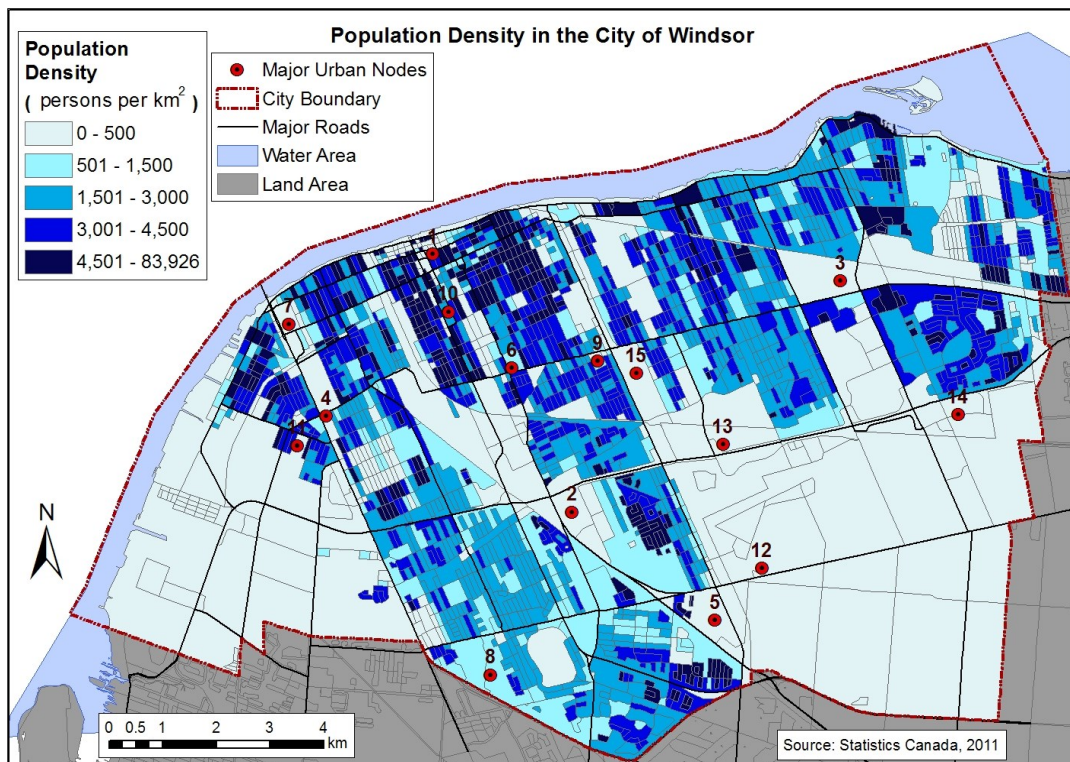 Population Density in the City of Windsor
Population
Density
( persons per km²)
0 - 500
501 - 1,500
1,501 - 3,000
3,001 - 4,500
4,501 - 83,926
Major Urban Nodes
City Boundary
Major Roads
Water Area
Land Area
1
3
10
7
6
9
15
4
14
11
13
2
12
5
8
N
0 0.5 1 2 3 4
km
Source: Statistics Canada, 2011